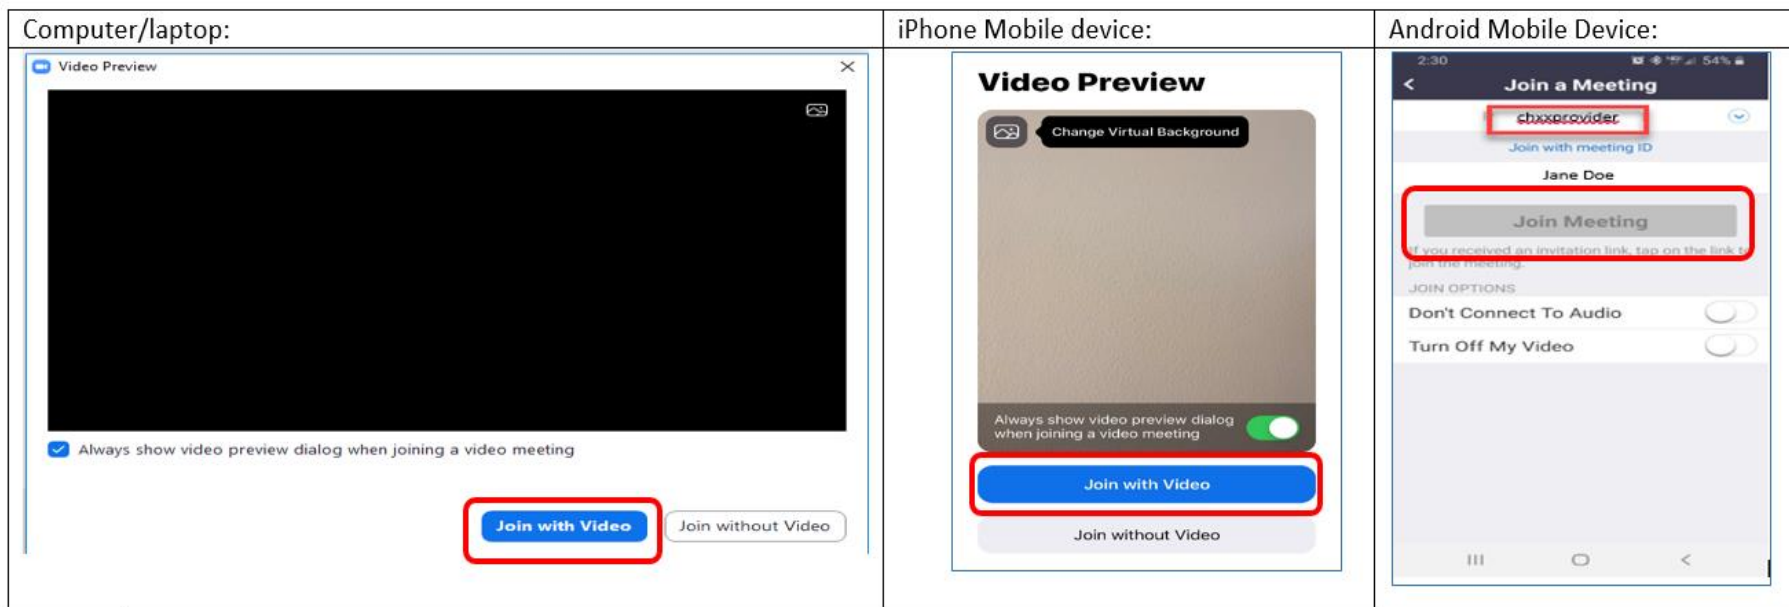 Computer/laptop:
Video Preview
Always show video preview dialog when joining a video meeting
Join with Video
Join without Video
iPhone Mobile device:
Video Preview
Change Virtual Background
Always show video preview dialog
when joining a video meeting
Join with Video
Join without Video
Android Mobile Device:
2:30
54%
Join a Meeting
chxxprovider
Join with meeting ID
Jane Doe
Join Meeting
If you received an invitation link, tap on the link to
join the meeting.
JOIN OPTIONS
Don't Connect To Audio
Turn Off My Video